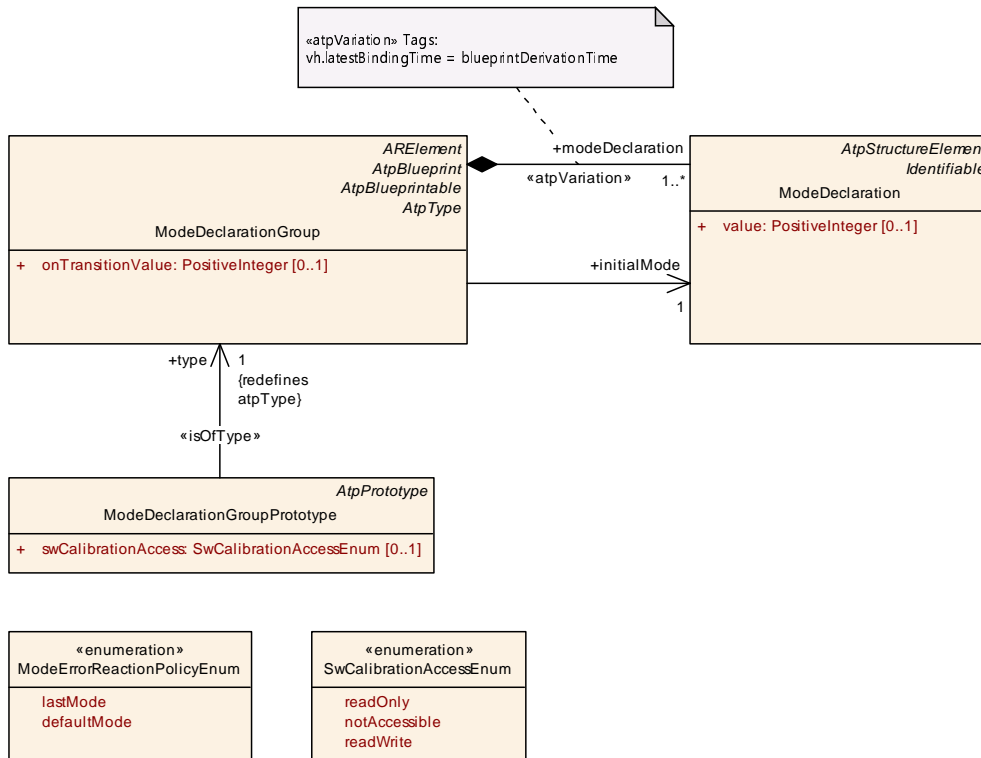 «atpVariation» Tags:
vh.latestBindingTime = blueprintDerivationTime
ARElement
AtpBlueprint
AtpBlueprintable
AtpType
ModeDeclarationGroup
+ onTransitionValue: PositiveInteger [0..1]
+modeDeclaration
«atpVariation» 1..*
+initialMode
1
AtpStructureElement
Identifiable
ModeDeclaration
+ value: PositiveInteger [0..1]
+type 1
{redefines
atpType}
«isOfType»
AtpPrototype
ModeDeclarationGroupPrototype
+ swCalibrationAccess: SwCalibrationAccessEnum [0..1]
«enumeration»
ModeErrorReactionPolicyEnum
lastMode
defaultMode
«enumeration»
SwCalibrationAccessEnum
readOnly
notAccessible
readWrite